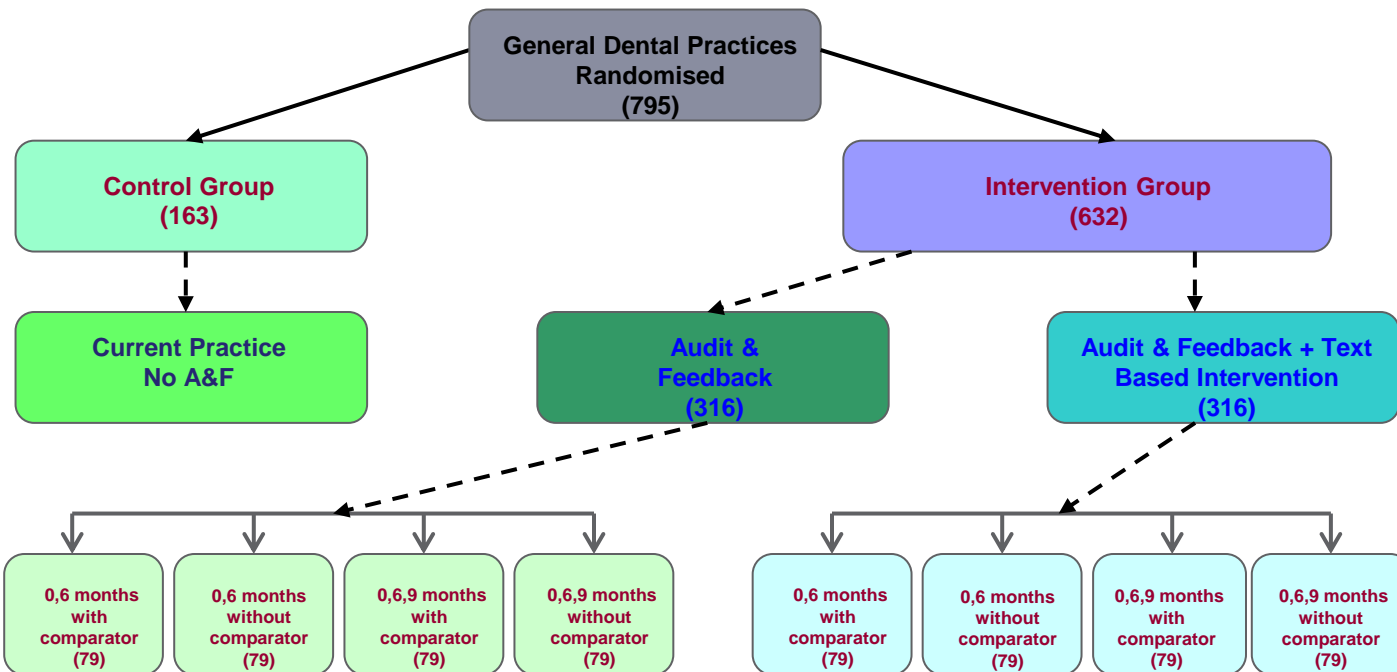 General Dental Practices
Randomised
(795)
Control Group
(163)
Intervention Group
(632)
Current Practice
No A&F
Audit &
Feedback
(316)
Audit & Feedback + Text
Based Intervention
(316)
0,6 months
with
comparator
(79)
0,6 months
without
comparator
(79)
0,6,9 months
with
comparator
(79)
0,6,9 months
without
comparator
(79)
0,6 months
with
comparator
(79)
0,6 months
without
comparator
(79)
0,6,9 months
with
comparator
(79)
0,6,9 months
without
comparator
(79)